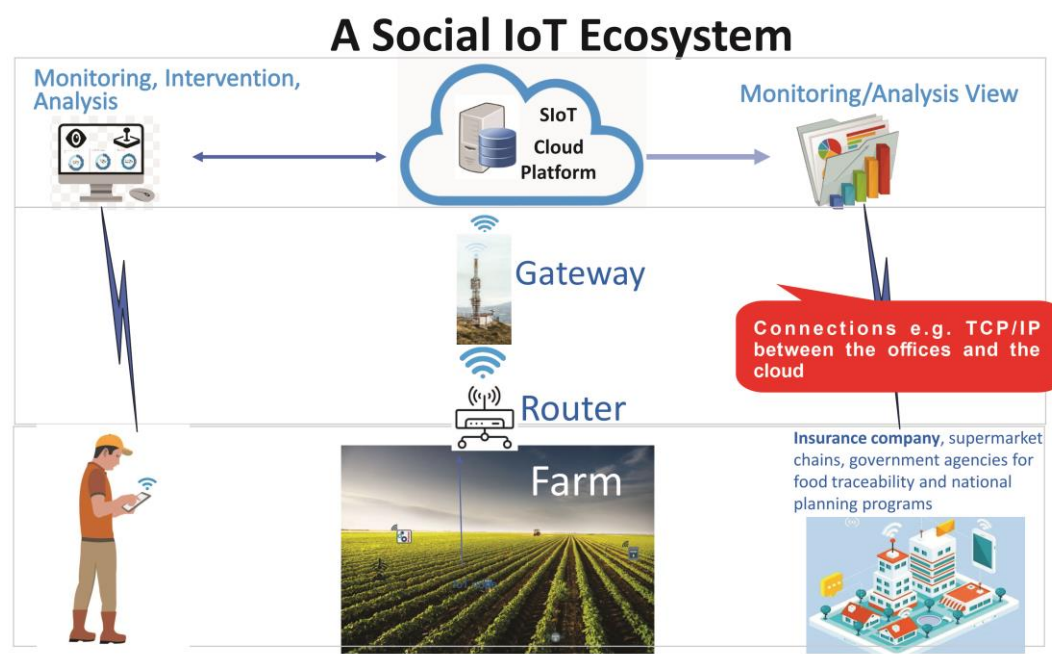 A Social IoT Ecosystem
Monitoring, Intervention,
Analysis
SIoT
Cloud
Platform
Monitoring/Analysis View
Gateway
Connections e.g. TCP/IP
between the offices and the
cloud
Router
Farm
Insurance company, supermarket
chains, government agencies for
food traceability and national
planning programs